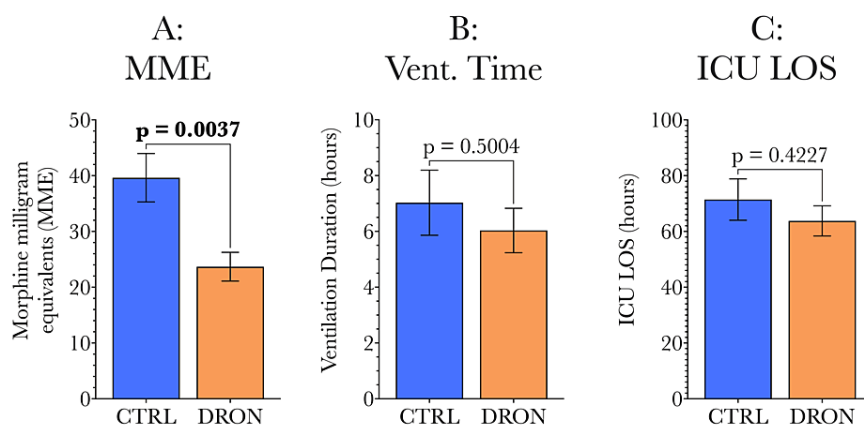 A:
MME
Morphine milligram
equivalents (MME)
50
40
30
20
10
0
p = 0.0037
CTRL DRON
B:
Vent. Time
Ventilation Duration (hours)
10
8
6
4
2
0
p = 0.5004
CTRL DRON
C:
ICU LOS
ICU LOS (hours)
100
80
60
40
20
0
p = 0.4227
CTRL DRON